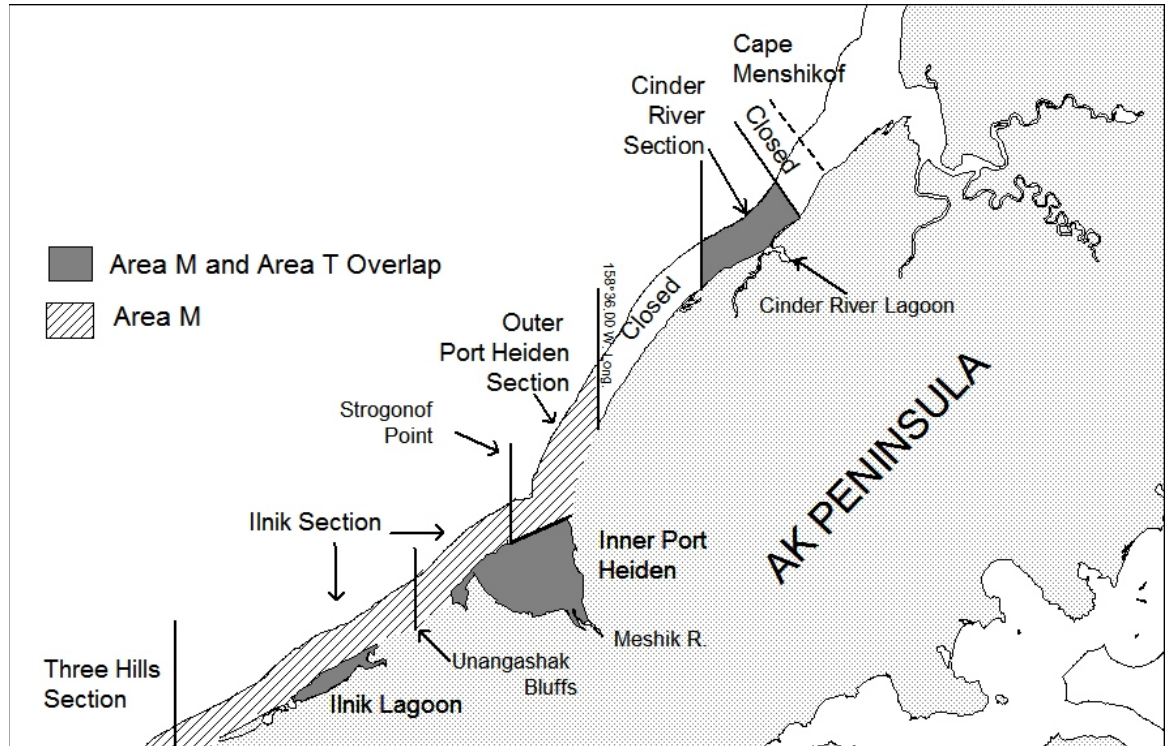 Cape
Menshikof
Cinder
River
Section
Closed
Area M and Area T Overlap
Area M
158°36.00 W. Long.
Cinder River Lagoon
Closed
Outer
Port Heiden
Section
Strogonof
Point
AK PENINSULA
Ilnik Section
Inner Port
Heiden
Meshik R.
Unangashak
Bluffs
Three Hills
Section
Ilnik Lagoon